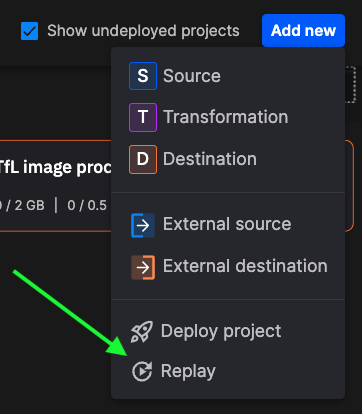 Show undeployed projects
Add new
S Source
T Transformation
D Destination
TfL image proc
/ 2 GB | 0 / 0.5
External source
External destination
Deploy project
Replay